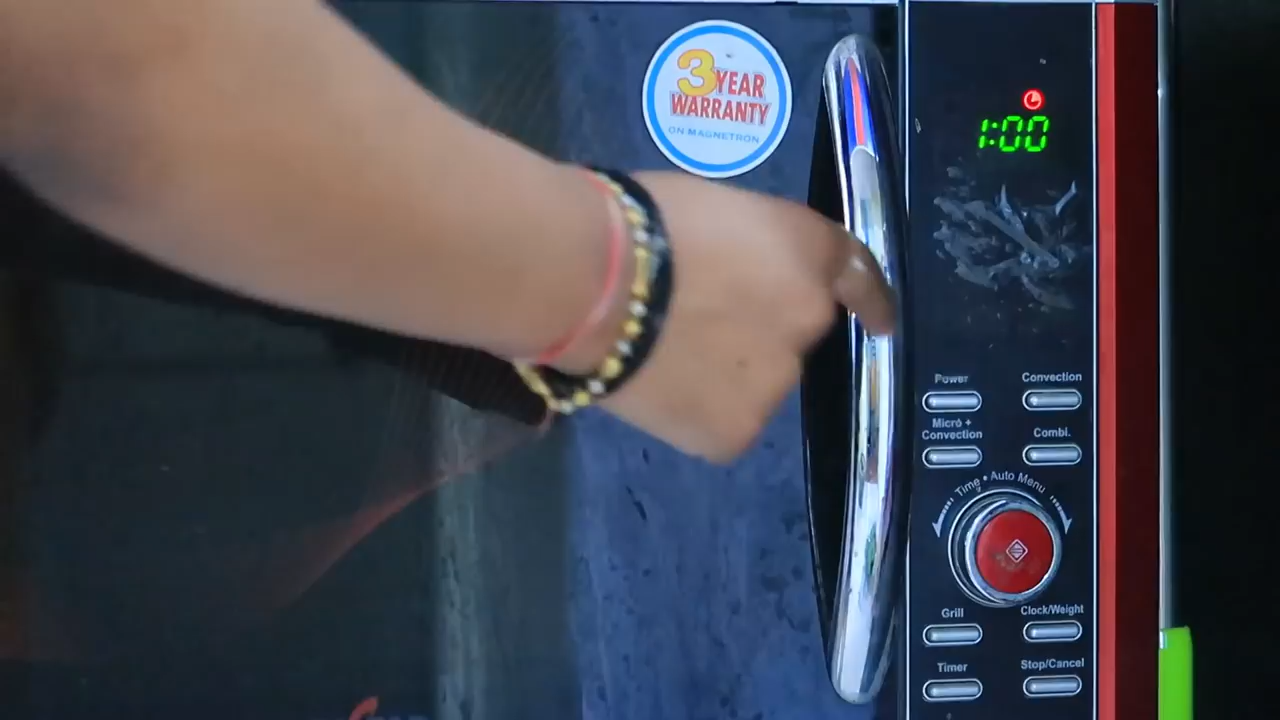 3 YEAR
WARRANTY
ON MAGNETRON
1:00
Power
Convection
Micro +
Convection
Combi.
Time • Auto Menu
Grill
Clock/Weight
Timer
Stop/Cancel